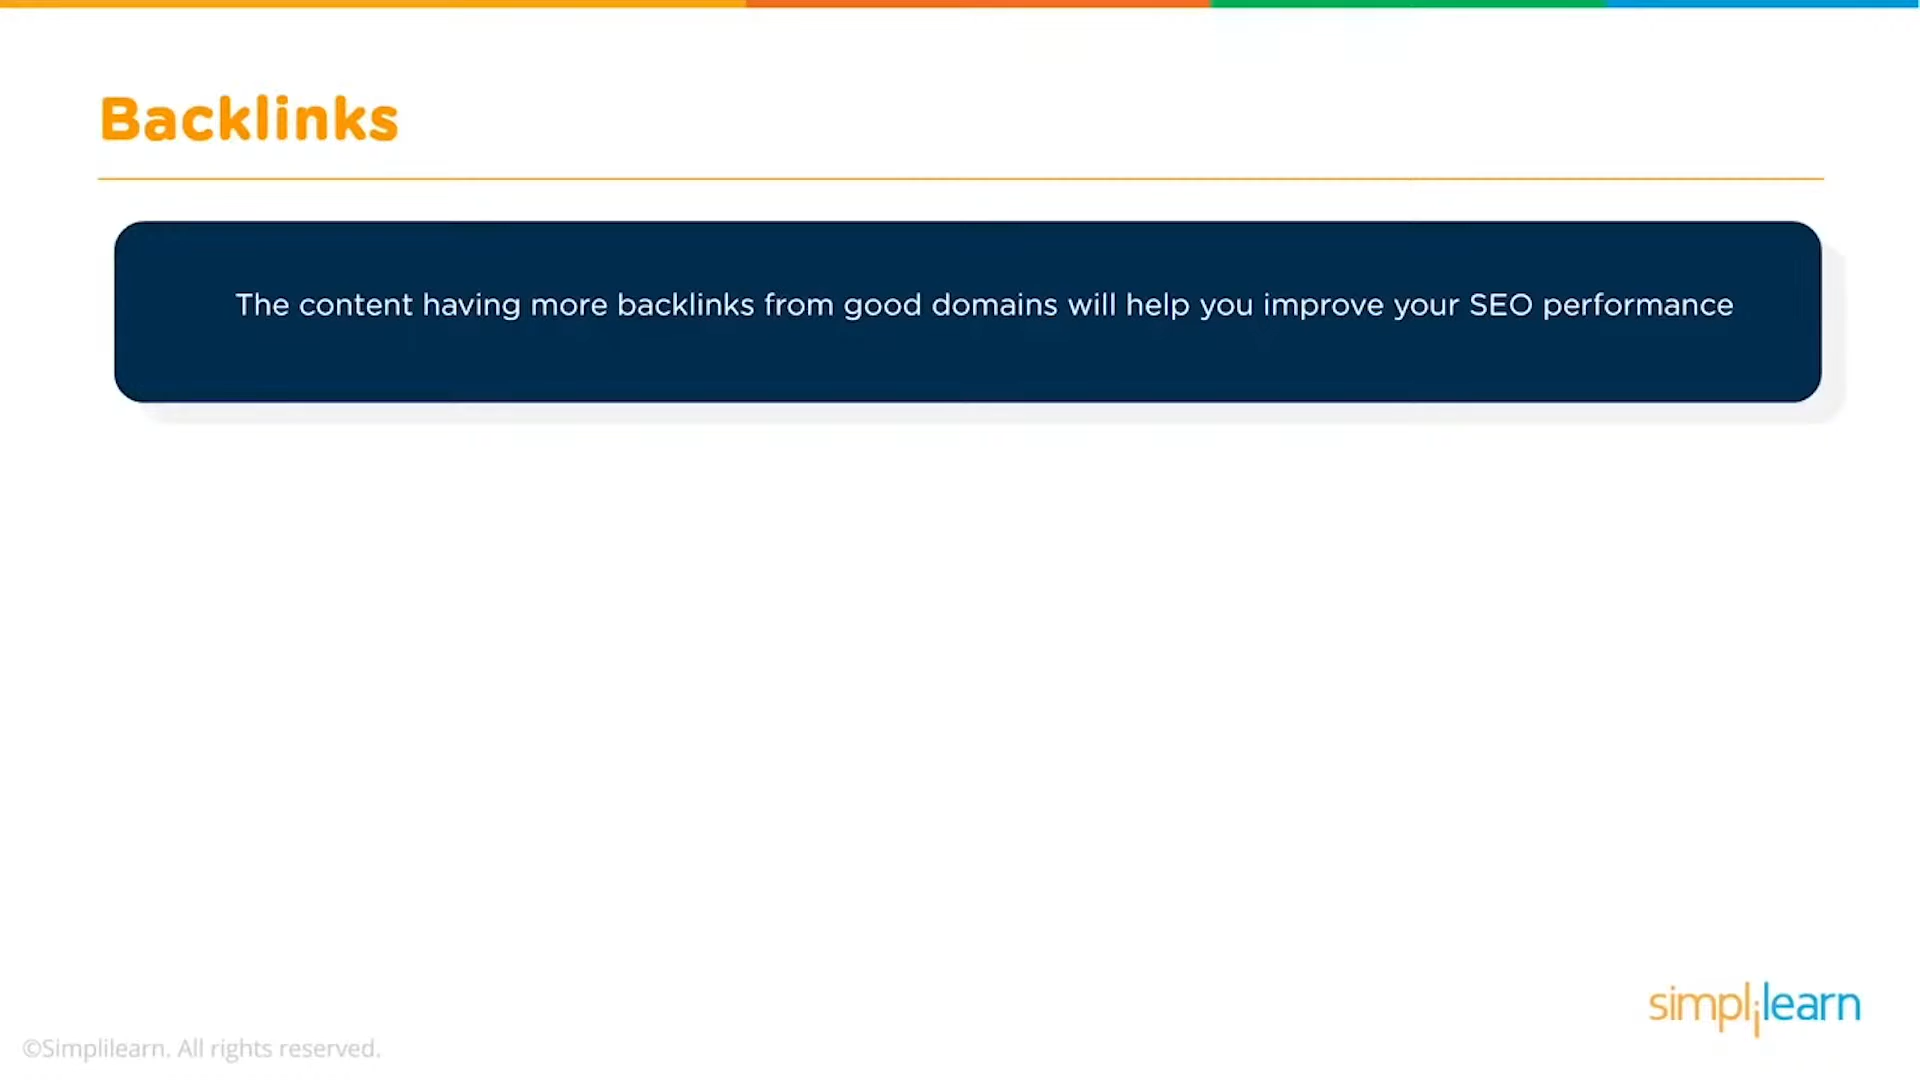 Backlinks
The content having more backlinks from good domains will help you improve your SEO performance
simplilearn
©Simplilearn. All rights reserved.